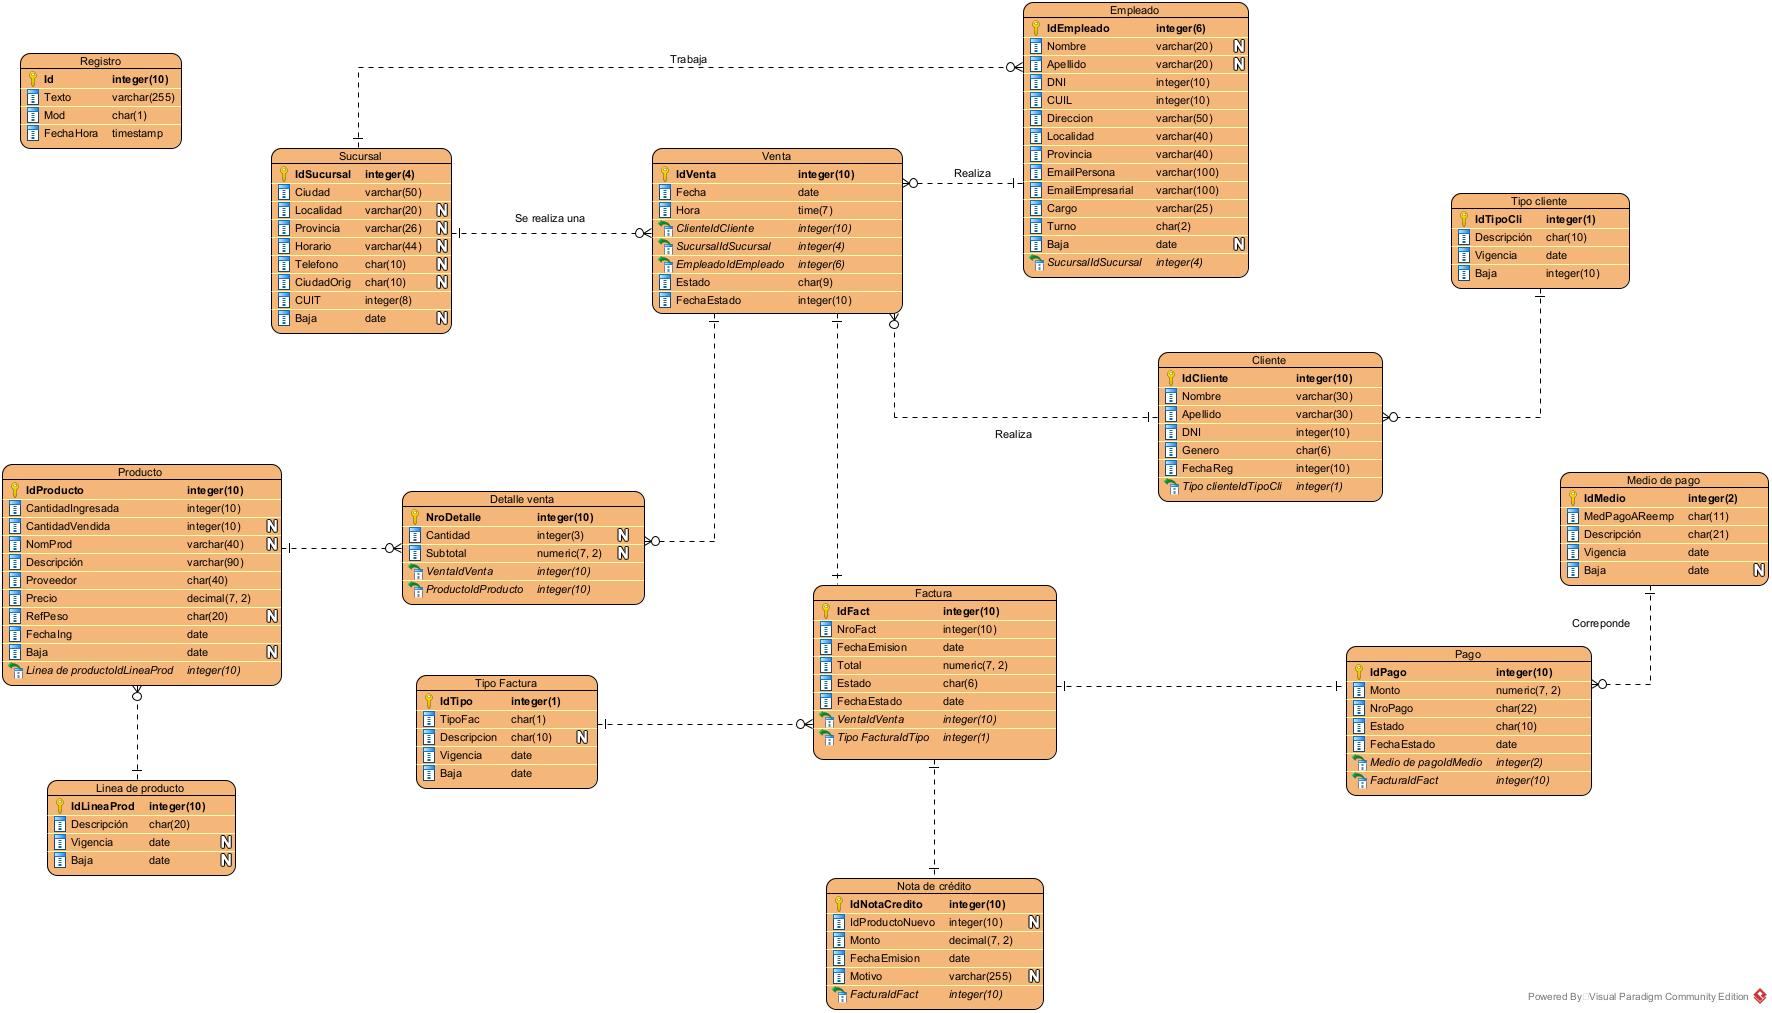 Registro
Id integer(10)
Texto varchar(255)
Mod char(1)
FechaHora timestamp
Trabaja
Empleado
IdEmpleado integer(6)
Nombre varchar(20) N
Apellido varchar(20) N
DNI integer(10)
CUIL integer(10)
Direccion varchar(50)
Localidad varchar(40)
Provincia varchar(40)
EmailPersona varchar(100)
EmailEmpresarial varchar(100)
Cargo varchar(25)
Turno char(2)
Baja date N
SucursalIdSucursal integer(4)
Sucursal
IdSucursal integer(4)
Ciudad varchar(50)
Localidad varchar(20) N
Provincia varchar(26) N
Horario varchar(44) N
Telefono char(10) N
CiudadOrig char(10) N
CUIT integer(8)
Baja date N
Se realiza una
Venta
IdVenta integer(10)
Fecha date
Hora time(7)
ClienteIdCliente integer(10)
SucursalIdSucursal integer(4)
EmpleadoIdEmpleado integer(6)
Estado char(9)
FechaEstado integer(10)
Realiza
Tipo cliente
IdTipoCli integer(1)
Descripción char(10)
Vigencia date
Baja integer(10)
Cliente
IdCliente integer(10)
Nombre varchar(30)
Apellido varchar(30)
DNI integer(10)
Genero char(6)
FechaReg integer(10)
Tipo clienteIdTipoCli integer(1)
Realiza
Producto
IdProducto integer(10)
CantidadIngresada integer(10)
CantidadVendida integer(10) N
NomProd varchar(40) N
Descripción varchar(90)
Proveedor char(40)
Precio decimal(7, 2)
RefPeso char(20) N
FechaIng date
Baja date N
Linea de productoIdLineaProd integer(10)
Detalle venta
NroDetalle integer(10)
Cantidad integer(3) N
Subtotal numeric(7, 2) N
VentaIdVenta integer(10)
ProductoIdProducto integer(10)
Medio de pago
IdMedio integer(2)
MedPagoAReemp char(11)
Descripción char(21)
Vigencia date
Baja date N
Correponde
Factura
IdFact integer(10)
NroFact integer(10)
FechaEmision date
Total numeric(7, 2)
Estado char(6)
FechaEstado date
VentaIdVenta integer(10)
Tipo FacturaIdTipo integer(1)
Pago
IdPago integer(10)
Monto numeric(7, 2)
NroPago char(22)
Estado char(10)
FechaEstado date
Medio de pagoIdMedio integer(2)
FacturaIdFact integer(10)
Tipo Factura
IdTipo integer(1)
TipoFac char(1)
Descripcion char(10) N
Vigencia date
Baja date
Linea de producto
IdLineaProd integer(10)
Descripción char(20)
Vigencia date N
Baja date N
Nota de crédito
IdNotaCredito integer(10)
IdProductoNuevo integer(10) N
Monto decimal(7, 2)
FechaEmision date
Motivo varchar(255) N
FacturaIdFact integer(10)
Powered By Visual Paradigm Community Edition